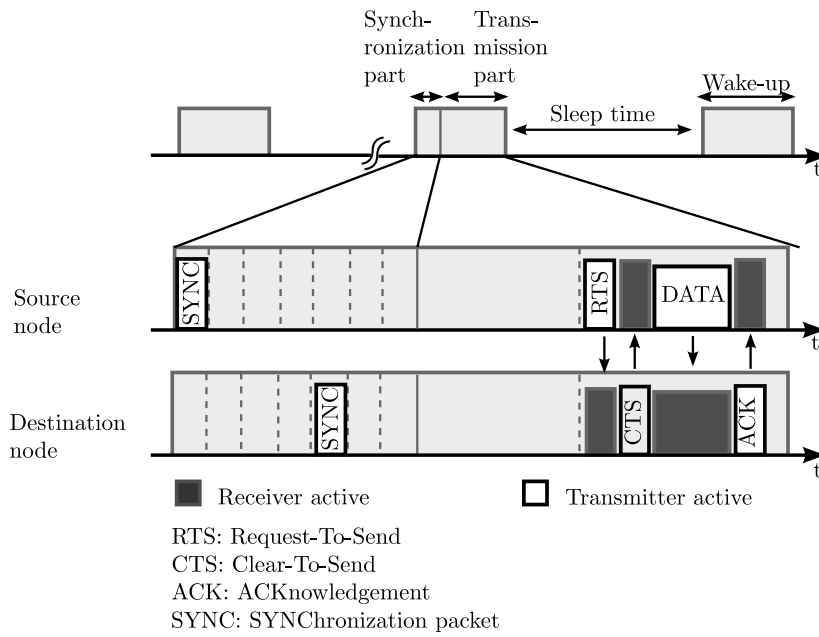 Synch-
ronization
part
Trans-
mission
part
Wake-up
Sleep time
t
Source
node
SYNC
RTS
DATA
t
Destination
node
SYNC
CTS
ACK
t
Receiver active
Transmitter active
RTS: Request-To-Send
CTS: Clear-To-Send
ACK: ACKnowledgement
SYNC: SYNChronization packet